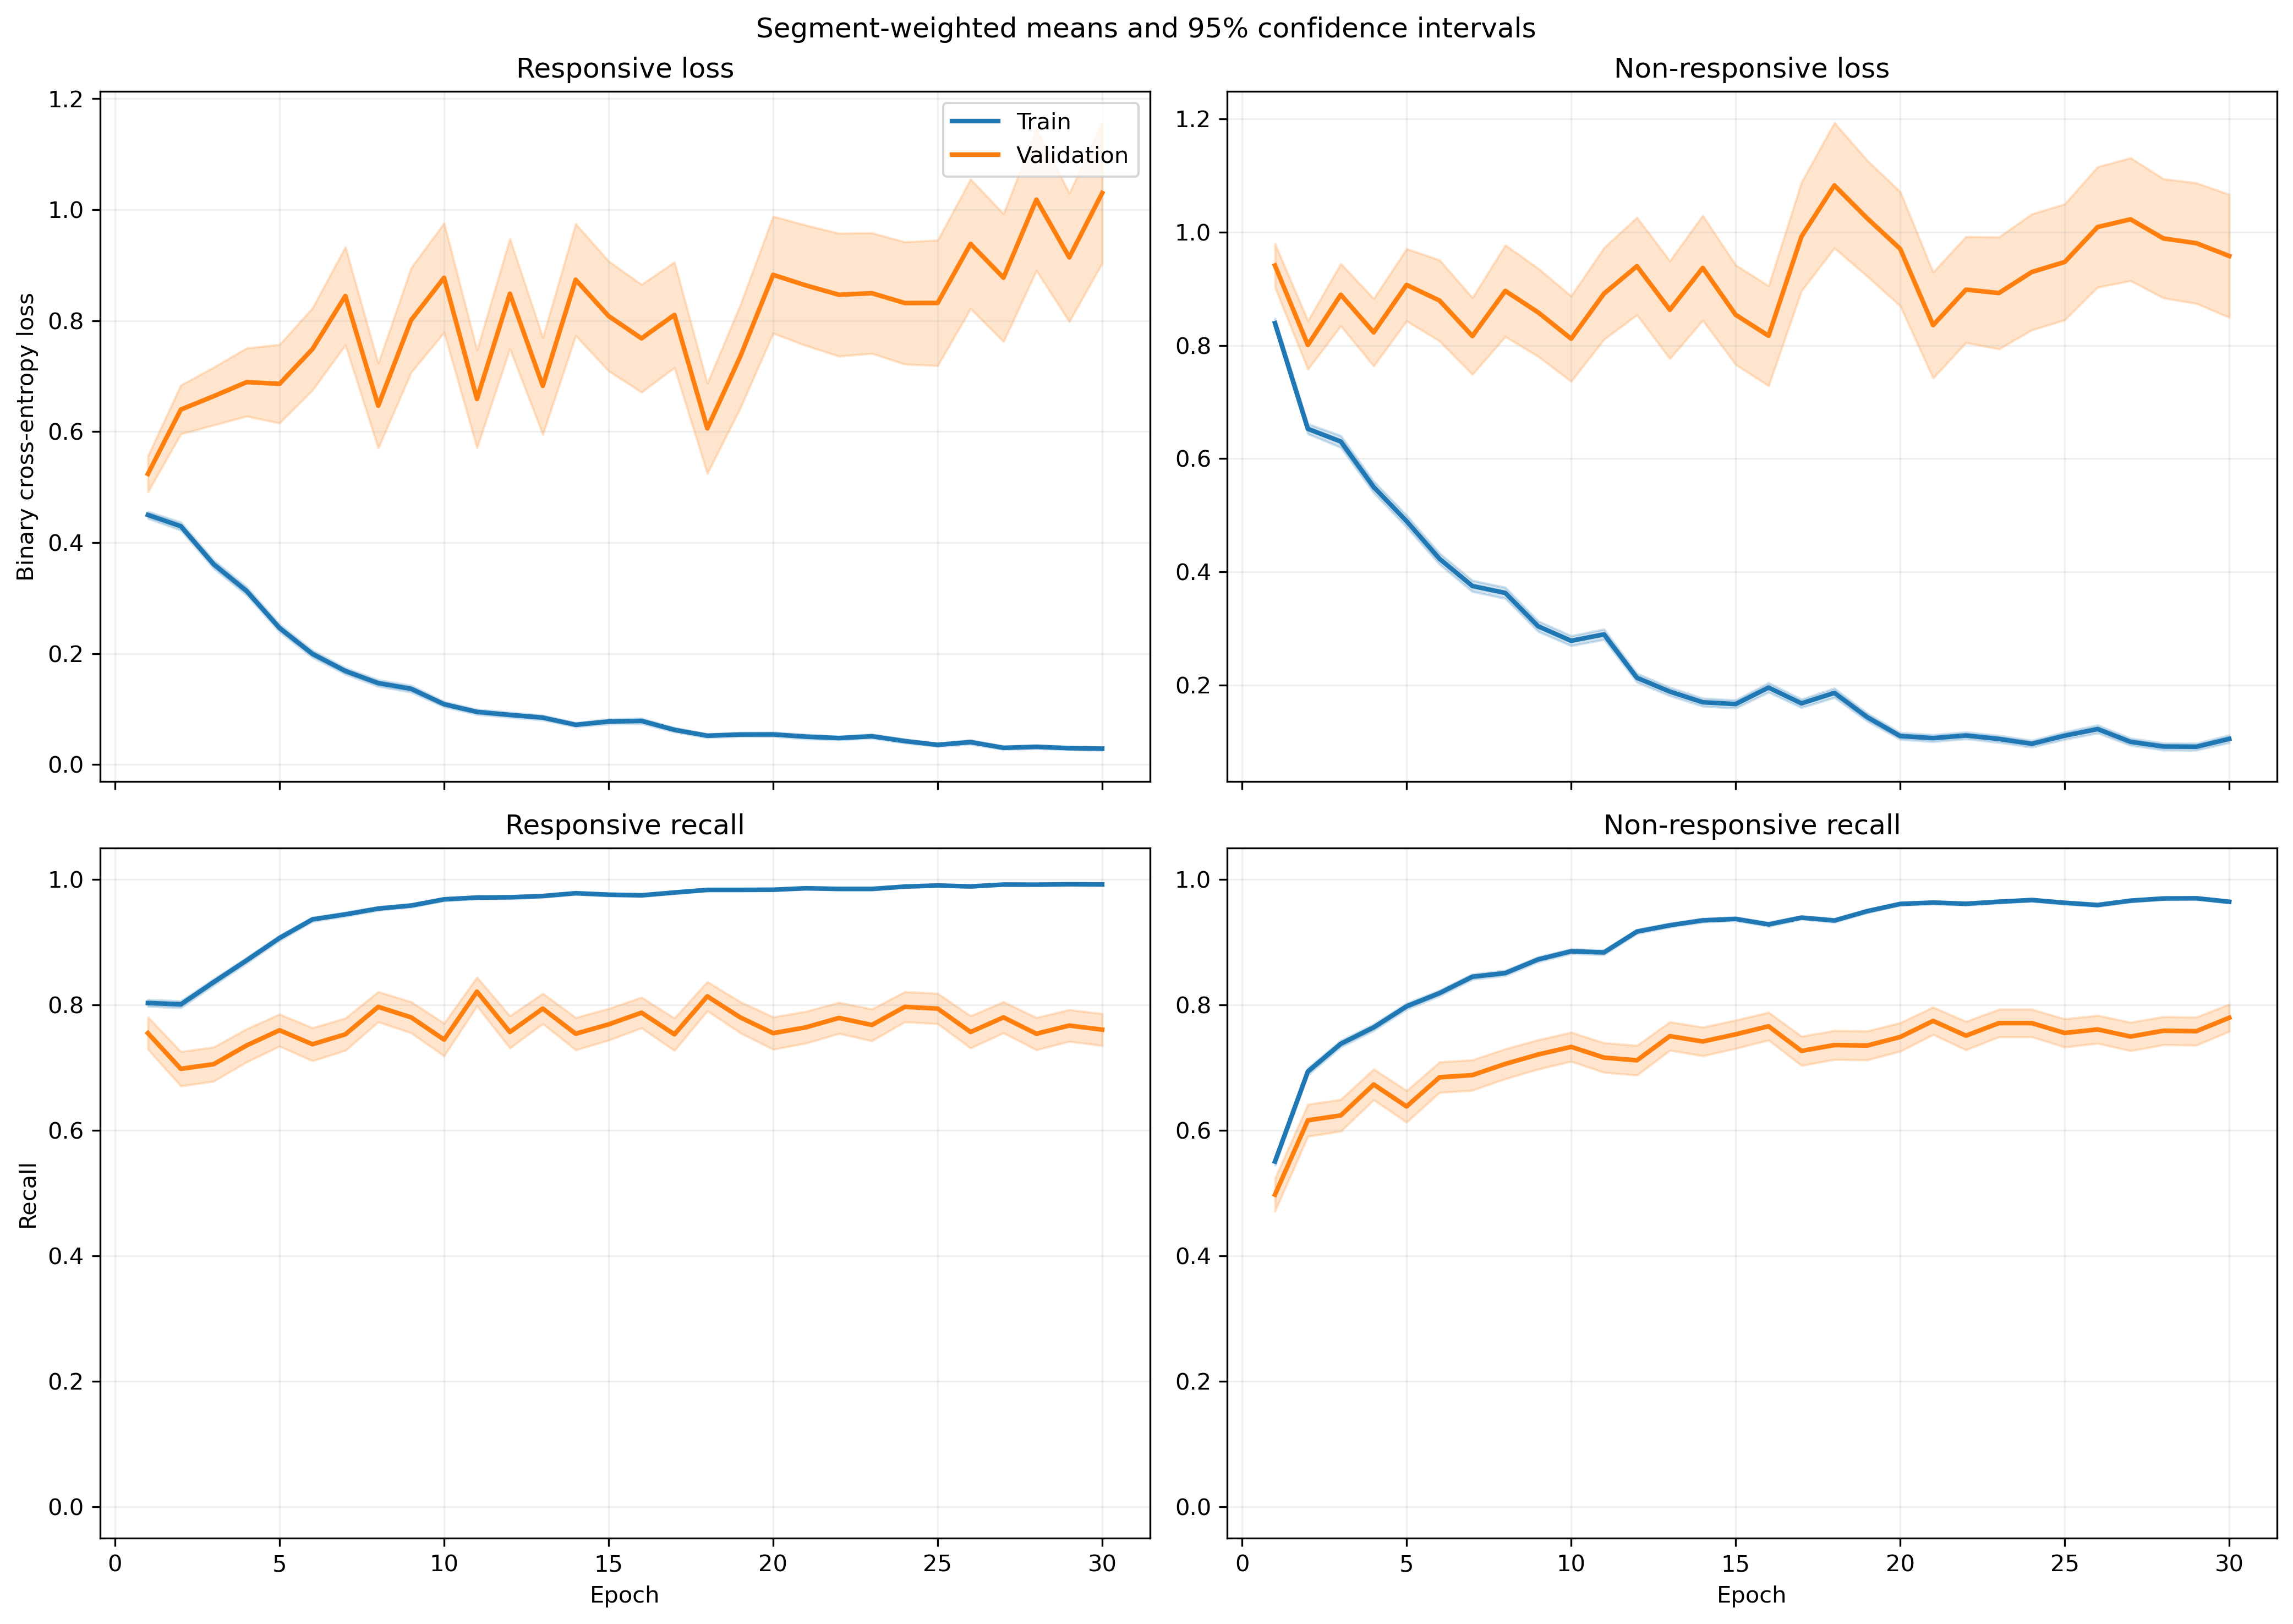 Segment-weighted means and 95% confidence intervals
Responsive loss
Non-responsive loss
Train
Validation
Binary cross-entropy loss
1.2
1.0
0.8
0.6
0.4
0.2
0.0
1.2
1.0
0.8
0.6
0.4
0.2
Responsive recall
Non-responsive recall
Recall
1.0
0.8
0.6
0.4
0.2
0.0
0 5 10 15 20 25 30
Epoch
1.0
0.8
0.6
0.4
0.2
0.0
0 5 10 15 20 25 30
Epoch